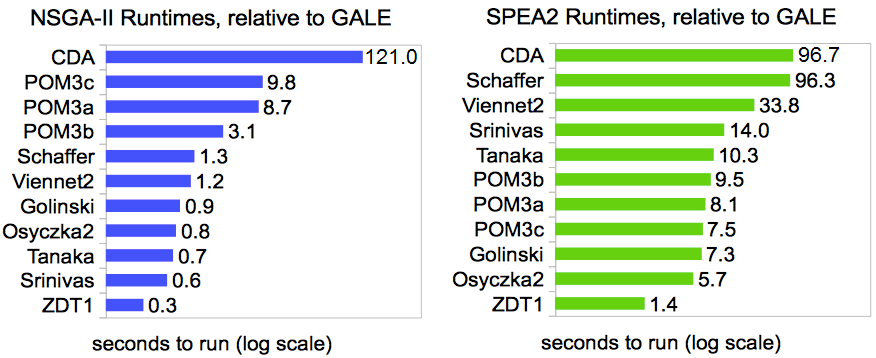 NSGA-II Runtimes, relative to GALE
CDA 121.0
POM3c 9.8
POM3a 8.7
POM3b 3.1
Schaffer 1.3
Viennet2 1.2
Golinski 0.9
Osyczka2 0.8
Tanaka 0.7
Srinivas 0.6
ZDT1 0.3
seconds to run (log scale)
SPEA2 Runtimes, relative to GALE
CDA 96.7
Schaffer 96.3
Viennet2 33.8
Srinivas 14.0
Tanaka 10.3
POM3b 9.5
POM3a 8.1
POM3c 7.5
Golinski 7.3
Osyczka2 5.7
ZDT1 1.4
seconds to run (log scale)